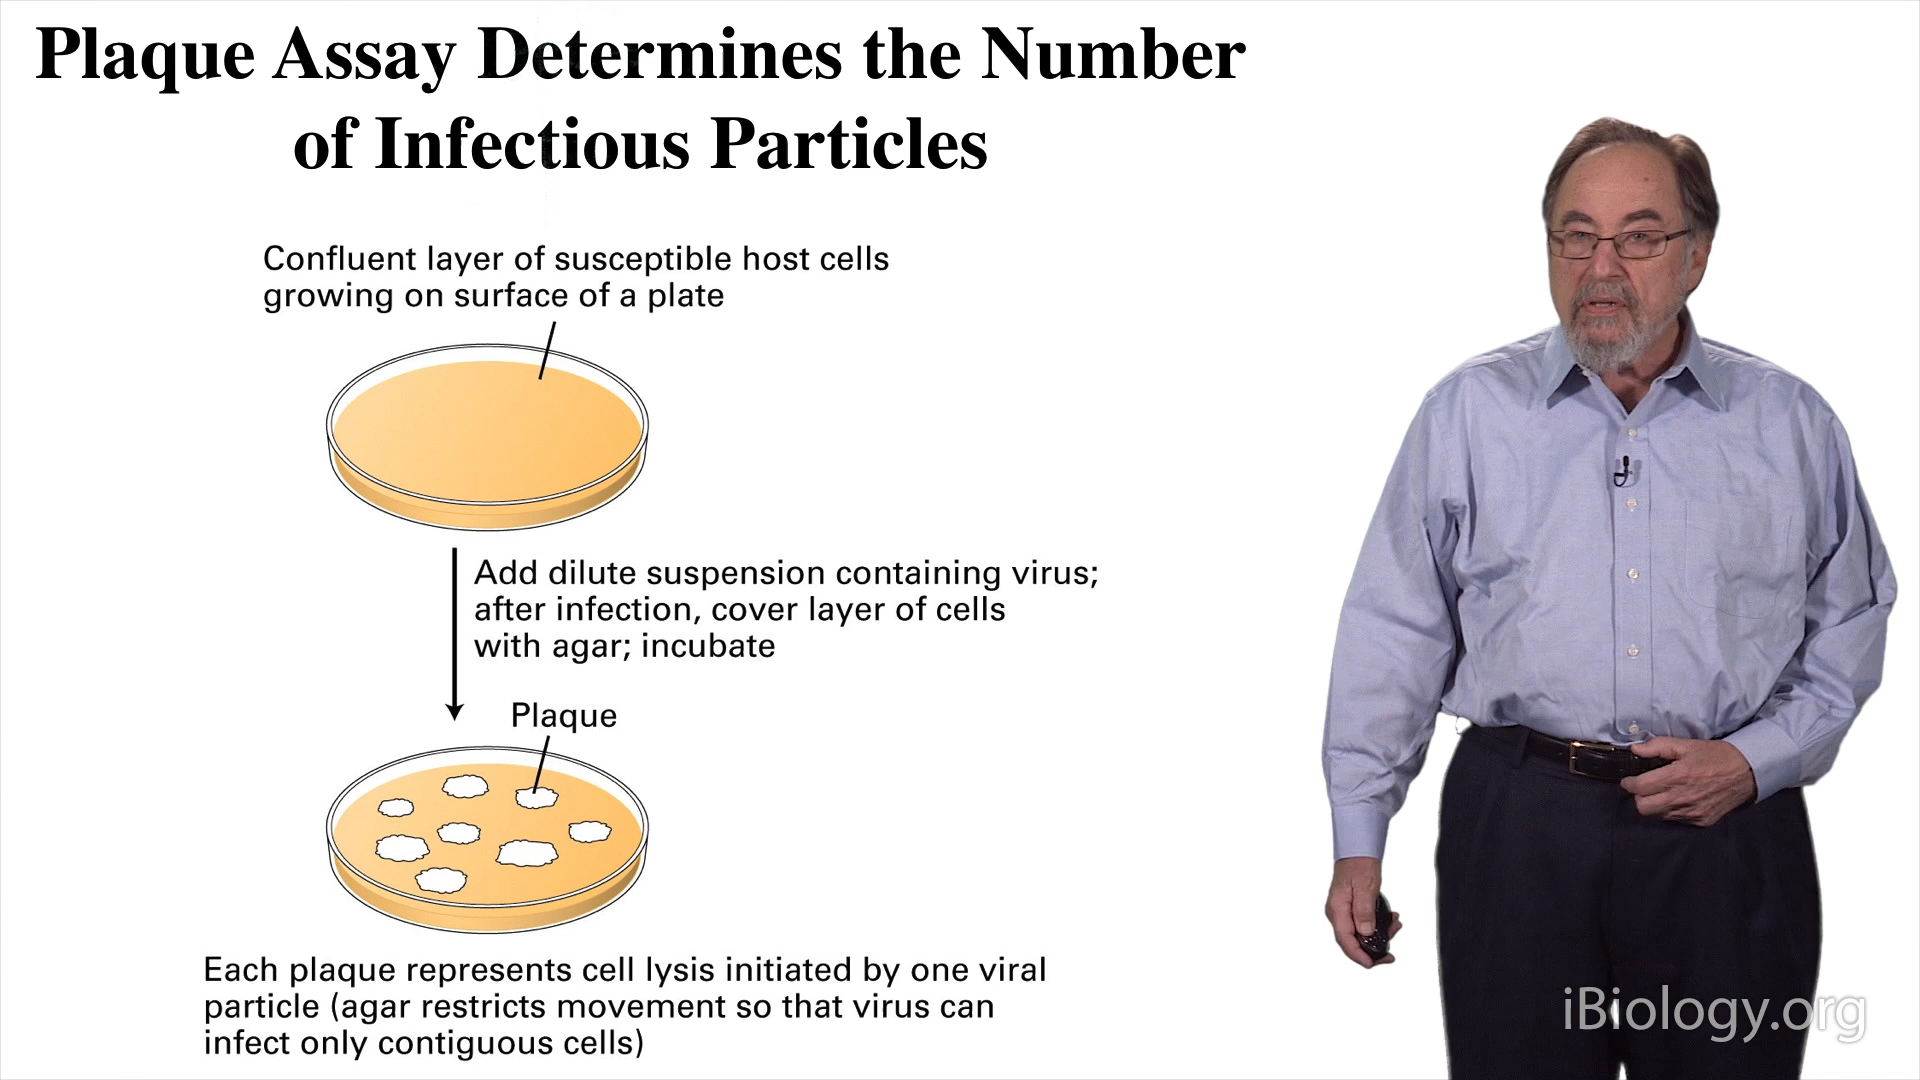 Plaque Assay Determines the Number
of Infectious Particles
Confluent layer of susceptible host cells
growing on surface of a plate
Add dilute suspension containing virus;
after infection, cover layer of cells
with agar; incubate
Plaque
Each plaque represents cell lysis initiated by one viral
particle (agar restricts movement so that virus can
infect only contiguous cells)
iBiology.org